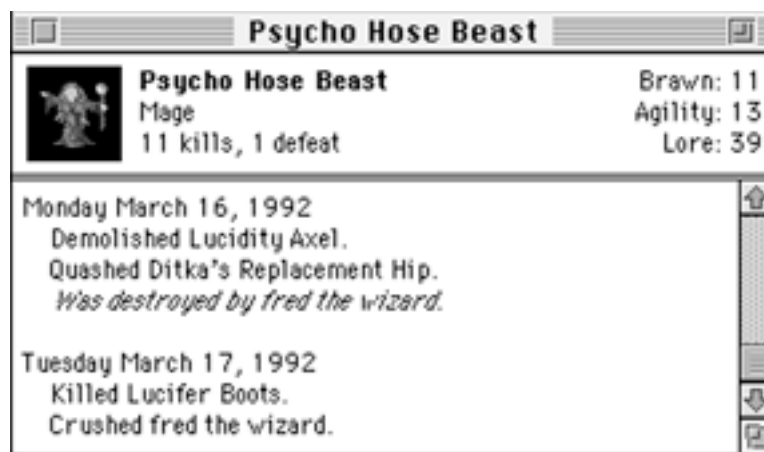 Psycho Hose Beast
Psycho Hose Beast
Mage
11 kills, 1 defeat
Brawn: 11
Agility: 13
Lore: 39
Monday March 16, 1992
Demolished Lucidity Axel.
Quashed Ditka's Replacement Hip.
Was destroyed by fred the wizard.
Tuesday March 17, 1992
Killed Lucifer Boots.
Crushed fred the wizard.